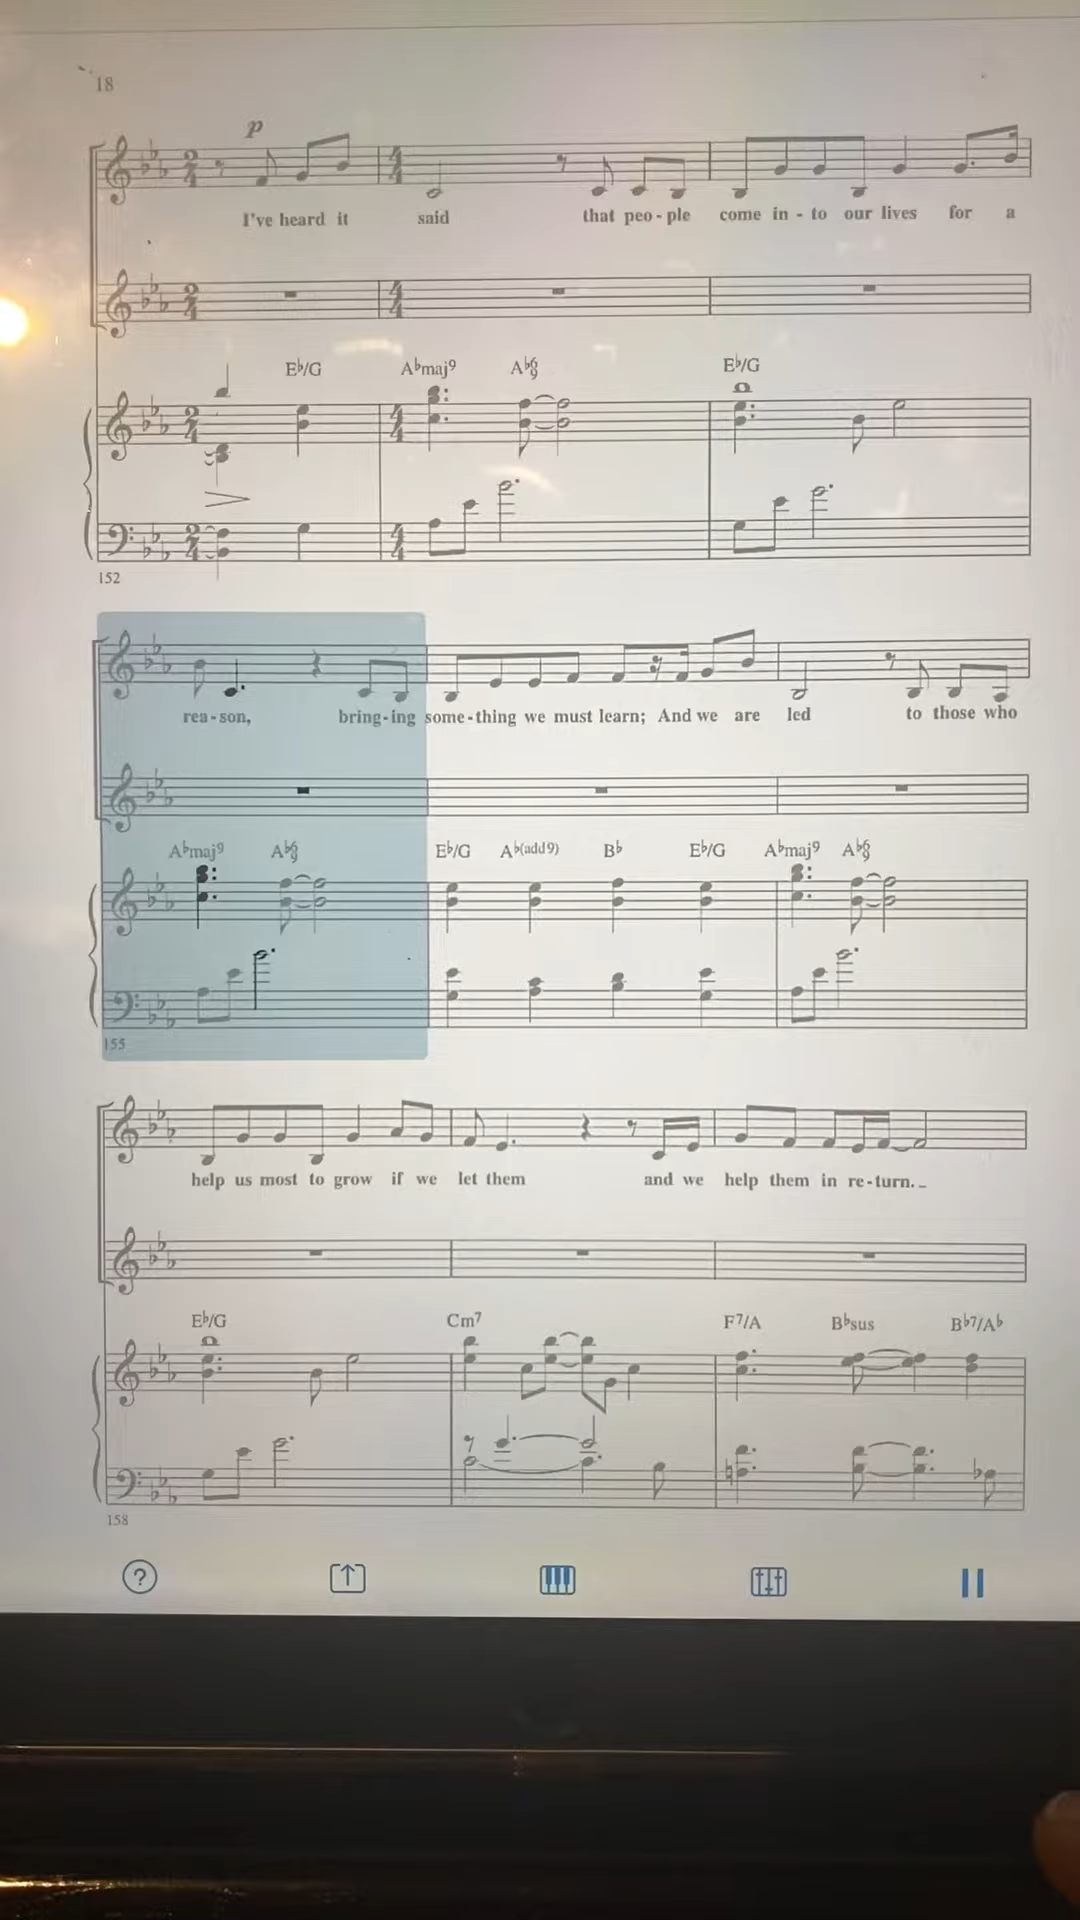 18
p
I've heard it said that peo - ple come in - to our lives for a
E♭/G A♭maj9 A♭6/9 E♭/G
152
rea - son, bring - ing some - thing we must learn; And we are led to those who
A♭maj9 A♭6/9 E♭/G A♭(add9) B♭ E♭/G A♭maj9 A♭6/9
155
help us most to grow if we let them and we help them in re - turn._
E♭/G Cm7 F7/A B♭sus B♭7/A♭
158
?